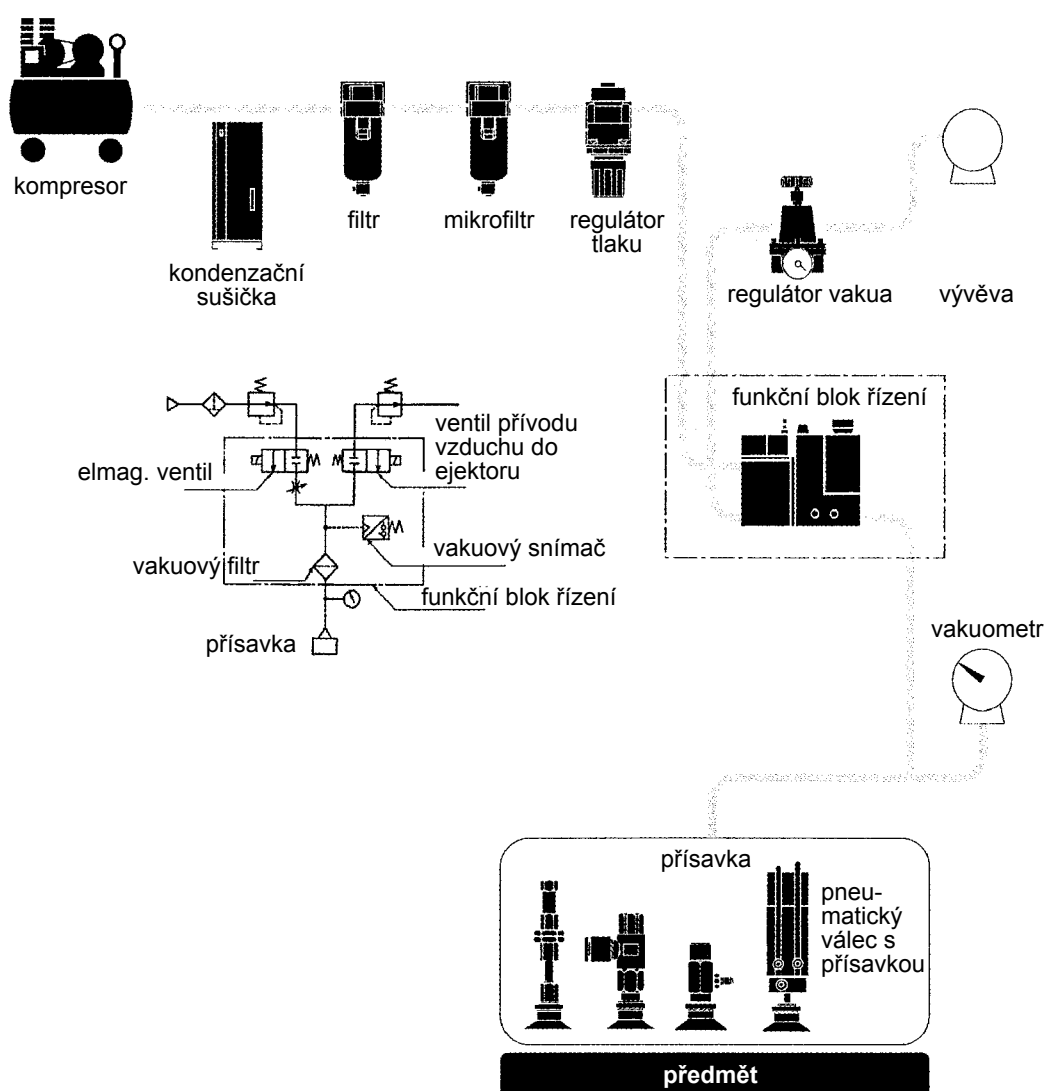 kompresor
kondenzační
sušička
filtr
mikrofiltr
regulátor
tlaku
regulátor vakua
vývěva
funkční blok řízení
ventil přívodu
vzduchu do
ejektoru
elmag. ventil
vakuový snímač
vakuový filtr
funkční blok řízení
přísavka
vakuometr
přísavka
pneu-
matický
válec s
přísavkou
předmět